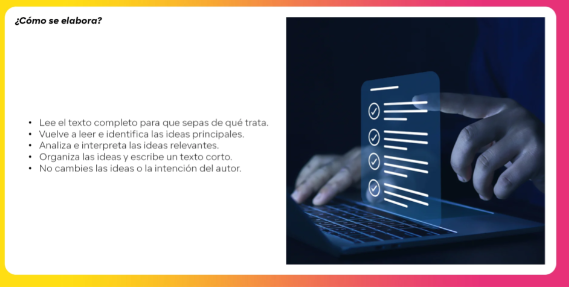 ¿Cómo se elabora?
• Lee el texto completo para que sepas de qué trata.
• Vuelve a leer e identifica las ideas principales.
• Analiza e interpreta las ideas relevantes.
• Organiza las ideas y escribe un texto corto.
• No cambies las ideas o la intención del autor.